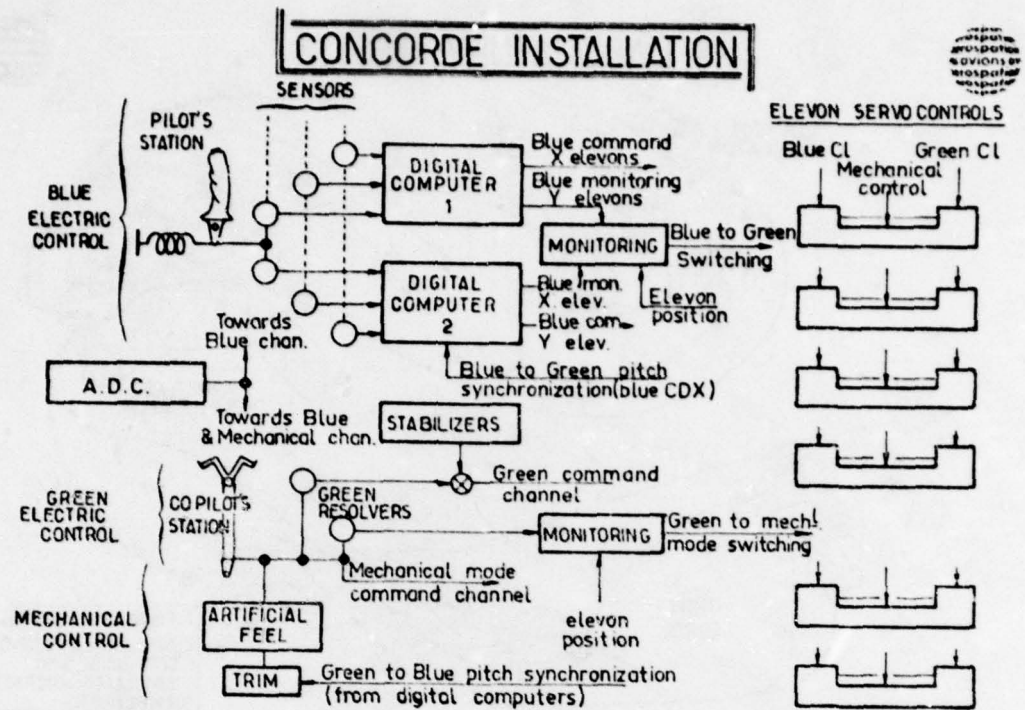 CONCORDE INSTALLATION
SENSORS
PILOT'S
STATION
BLUE
ELECTRIC
CONTROL
DIGITAL
COMPUTER
1
Blue command
X elevons
Blue monitoring
Y elevons
MONITORING
Blue to Green
Switching
DIGITAL
COMPUTER
2
Blue mon.
X elev.
Blue com.
Y elev.
Elevon
position
Towards
Blue chan.
A.D.C.
Towards Blue
& Mechanical chan.
Blue to Green pitch
synchronization(blue CDX)
STABILIZERS
Green command
channel
GREEN
ELECTRIC
CONTROL
CO PILOT'S
STATION
GREEN
RESOLVERS
MONITORING
Green to mechl.
mode switching
Mechanical mode
command channel
elevon
position
MECHANICAL
CONTROL
ARTIFICIAL
FEEL
TRIM
Green to Blue pitch synchronization
(from digital computers)
ELEVON SERVO CONTROLS
Blue Cl
Green Cl
Mechanical
control